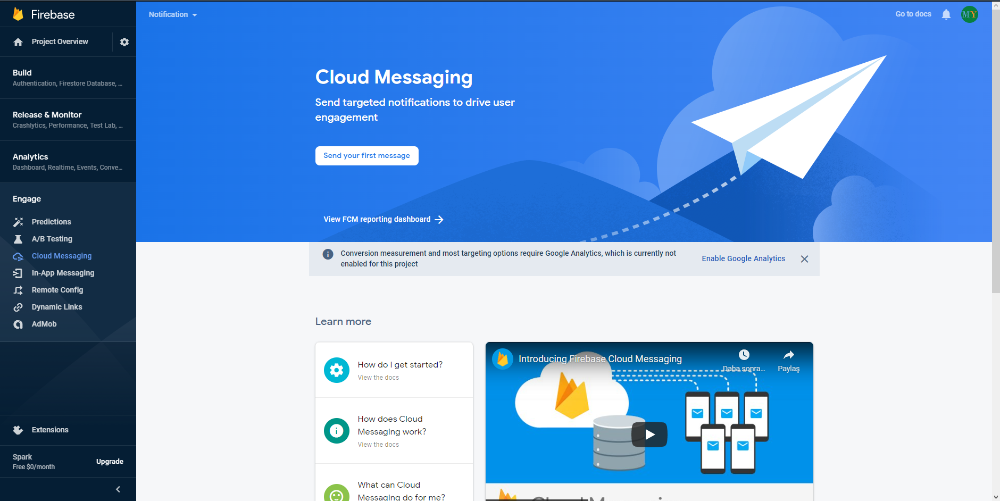 Firebase
Project Overview
Build
Authentication, Firestore Database, ...
Release & Monitor
Crashlytics, Performance, Test Lab, ...
Analytics
Dashboard, Realtime, Events, Conve...
Engage
Predictions
A/B Testing
Cloud Messaging
In-App Messaging
Remote Config
Dynamic Links
AdMob
Extensions
Spark
Free $0/month
Upgrade
Notification
Go to docs
MY
Cloud Messaging
Send targeted notifications to drive user
engagement
Send your first message
View FCM reporting dashboard
Conversion measurement and most targeting options require Google Analytics, which is currently not
enabled for this project
Enable Google Analytics
Learn more
How do I get started?
View the docs
How does Cloud
Messaging work?
View the docs
What can Cloud
Messaging do for me?
Introducing Firebase Cloud Messaging
Daha sonra...
Paylaş